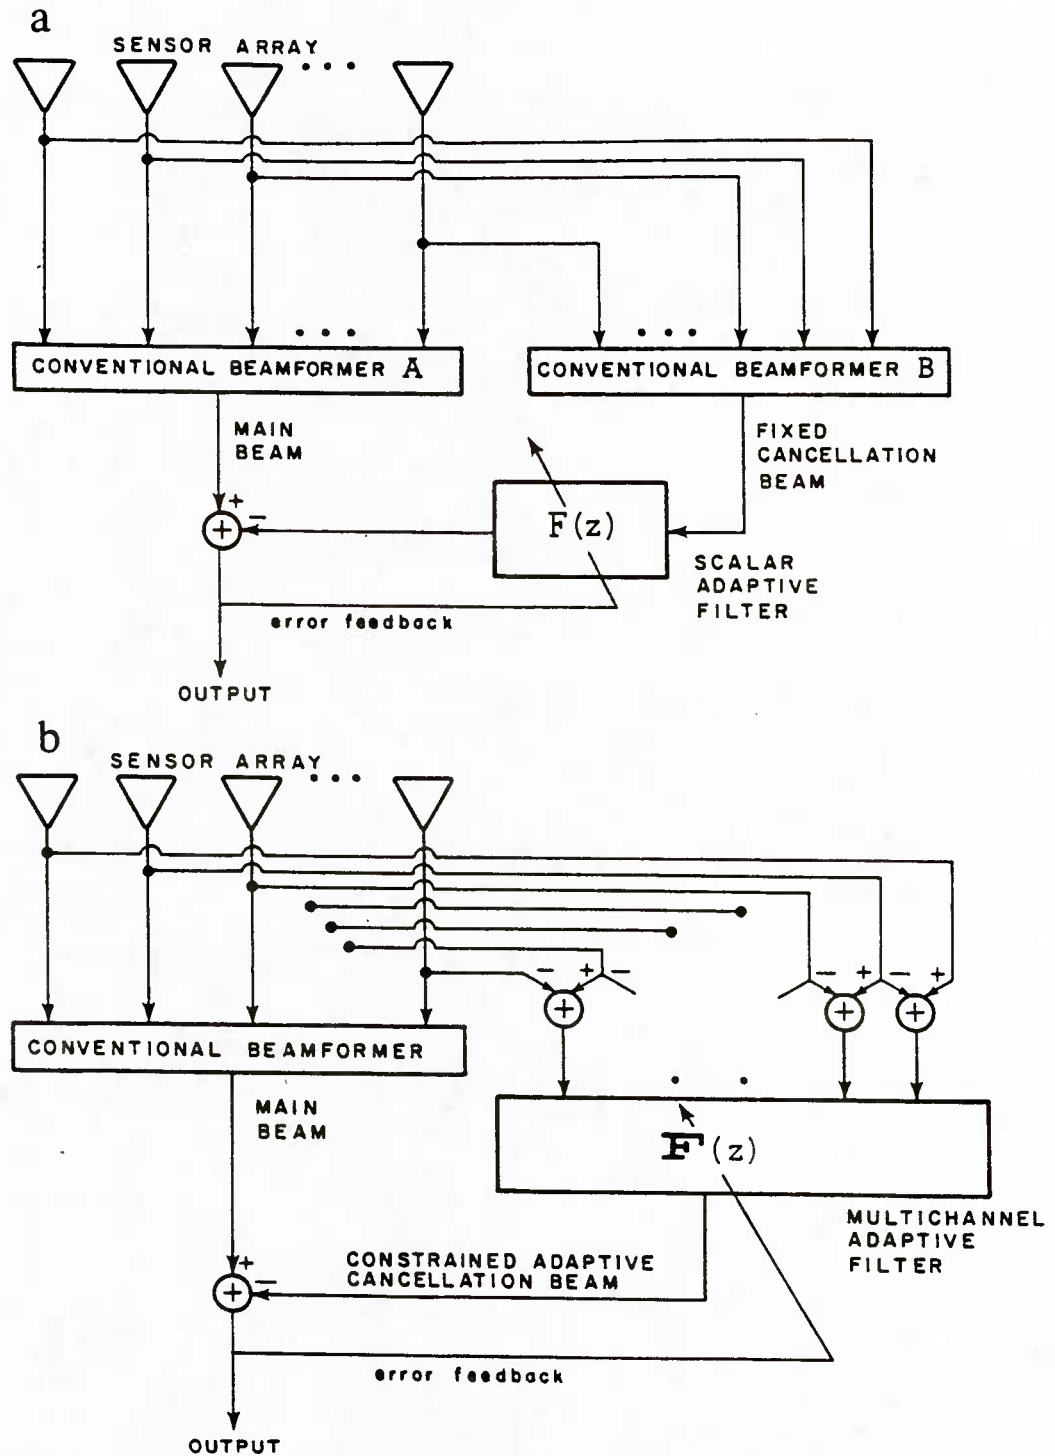 a
SENSOR ARRAY
CONVENTIONAL BEAMFORMER A
CONVENTIONAL BEAMFORMER B
MAIN
BEAM
FIXED
CANCELLATION
BEAM
+
−
+
F(z)
SCALAR
ADAPTIVE
FILTER
error feedback
OUTPUT
b
SENSOR ARRAY
− + −
− + − +
+
+
+
CONVENTIONAL BEAMFORMER
MAIN
BEAM
F(z)
MULTICHANNEL
ADAPTIVE
FILTER
CONSTRAINED ADAPTIVE
CANCELLATION BEAM
+
−
+
error feedback
OUTPUT